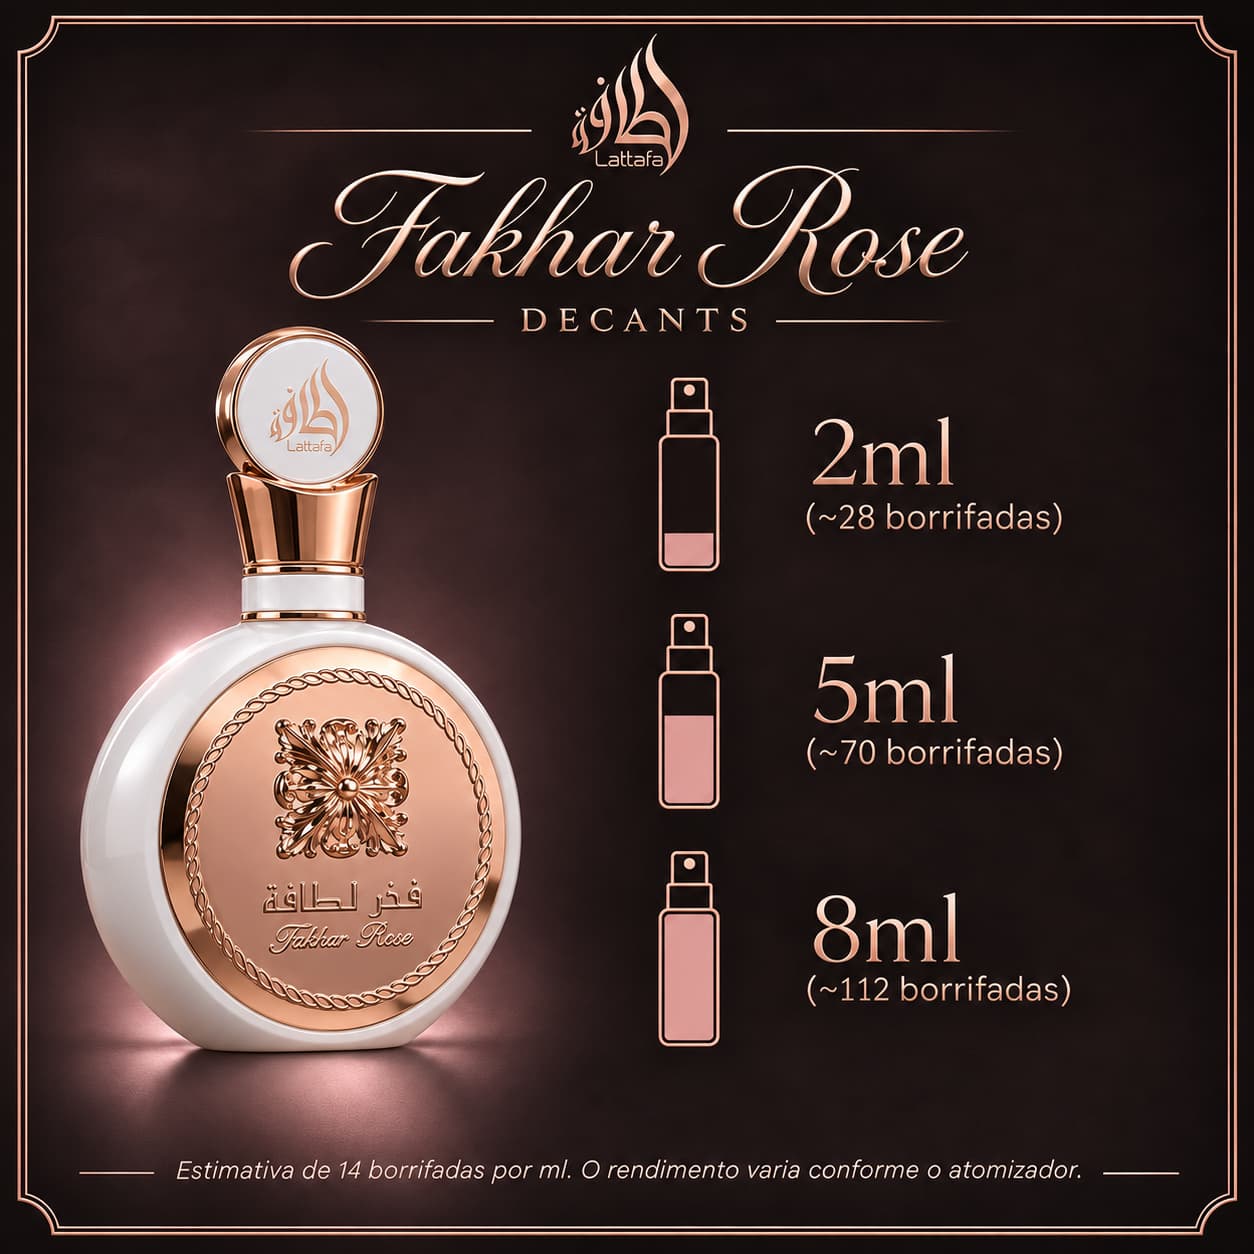 لطافة
Lattafa
Fakhar Rose
DECANTS
لطافة
Lattafa
فخر لطافة
Fakhar Rose
2ml
(~28 borrifadas)
5ml
(~70 borrifadas)
8ml
(~112 borrifadas)
Estimativa de 14 borrifadas por ml. O rendimento varia conforme o atomizador.